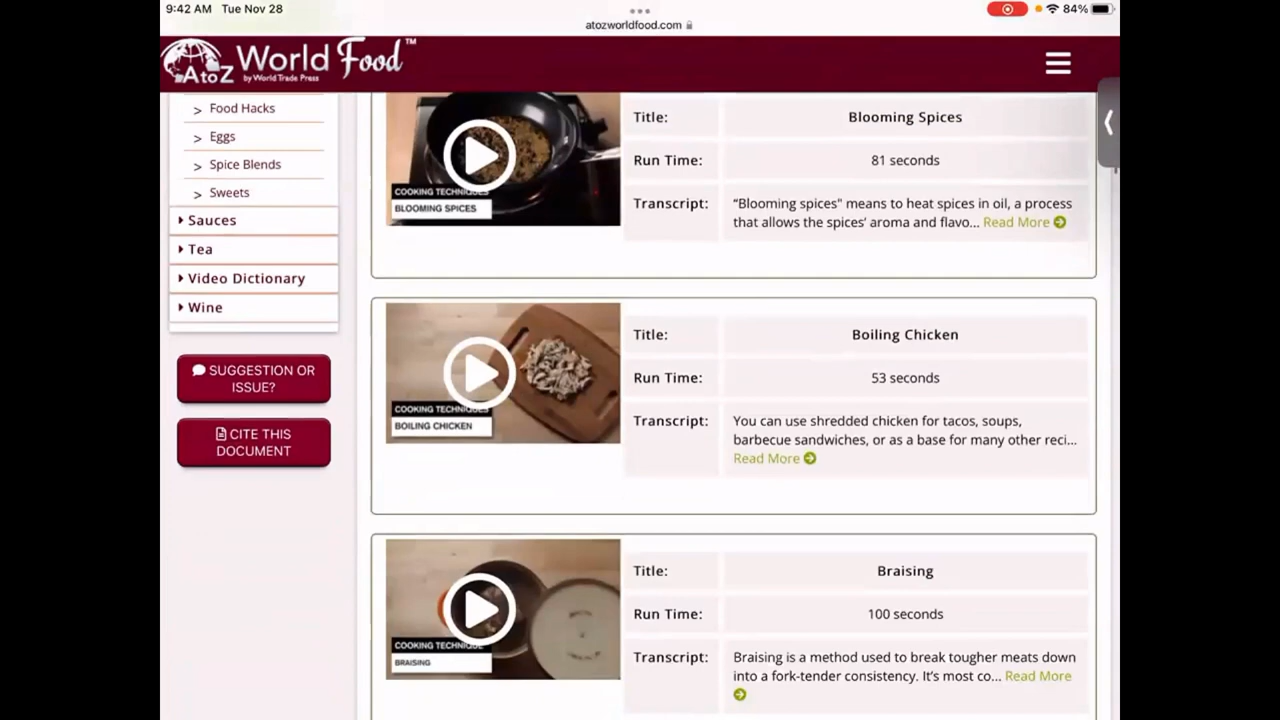 9:42 AM Tue Nov 28
84%
atozworldfood.com
AtoZ World Food™
by World Trade Press
> Food Hacks
> Eggs
> Spice Blends
> Sweets
Sauces
Tea
Video Dictionary
Wine
SUGGESTION OR
ISSUE?
CITE THIS
DOCUMENT
COOKING TECHNIQUES
BLOOMING SPICES
Title: Blooming Spices
Run Time: 81 seconds
Transcript: “Blooming spices" means to heat spices in oil, a process
that allows the spices’ aroma and flavo... Read More
COOKING TECHNIQUES
BOILING CHICKEN
Title: Boiling Chicken
Run Time: 53 seconds
Transcript: You can use shredded chicken for tacos, soups,
barbecue sandwiches, or as a base for many other reci...
Read More
COOKING TECHNIQUE
BRAISING
Title: Braising
Run Time: 100 seconds
Transcript: Braising is a method used to break tougher meats down
into a fork-tender consistency. It’s most co... Read More